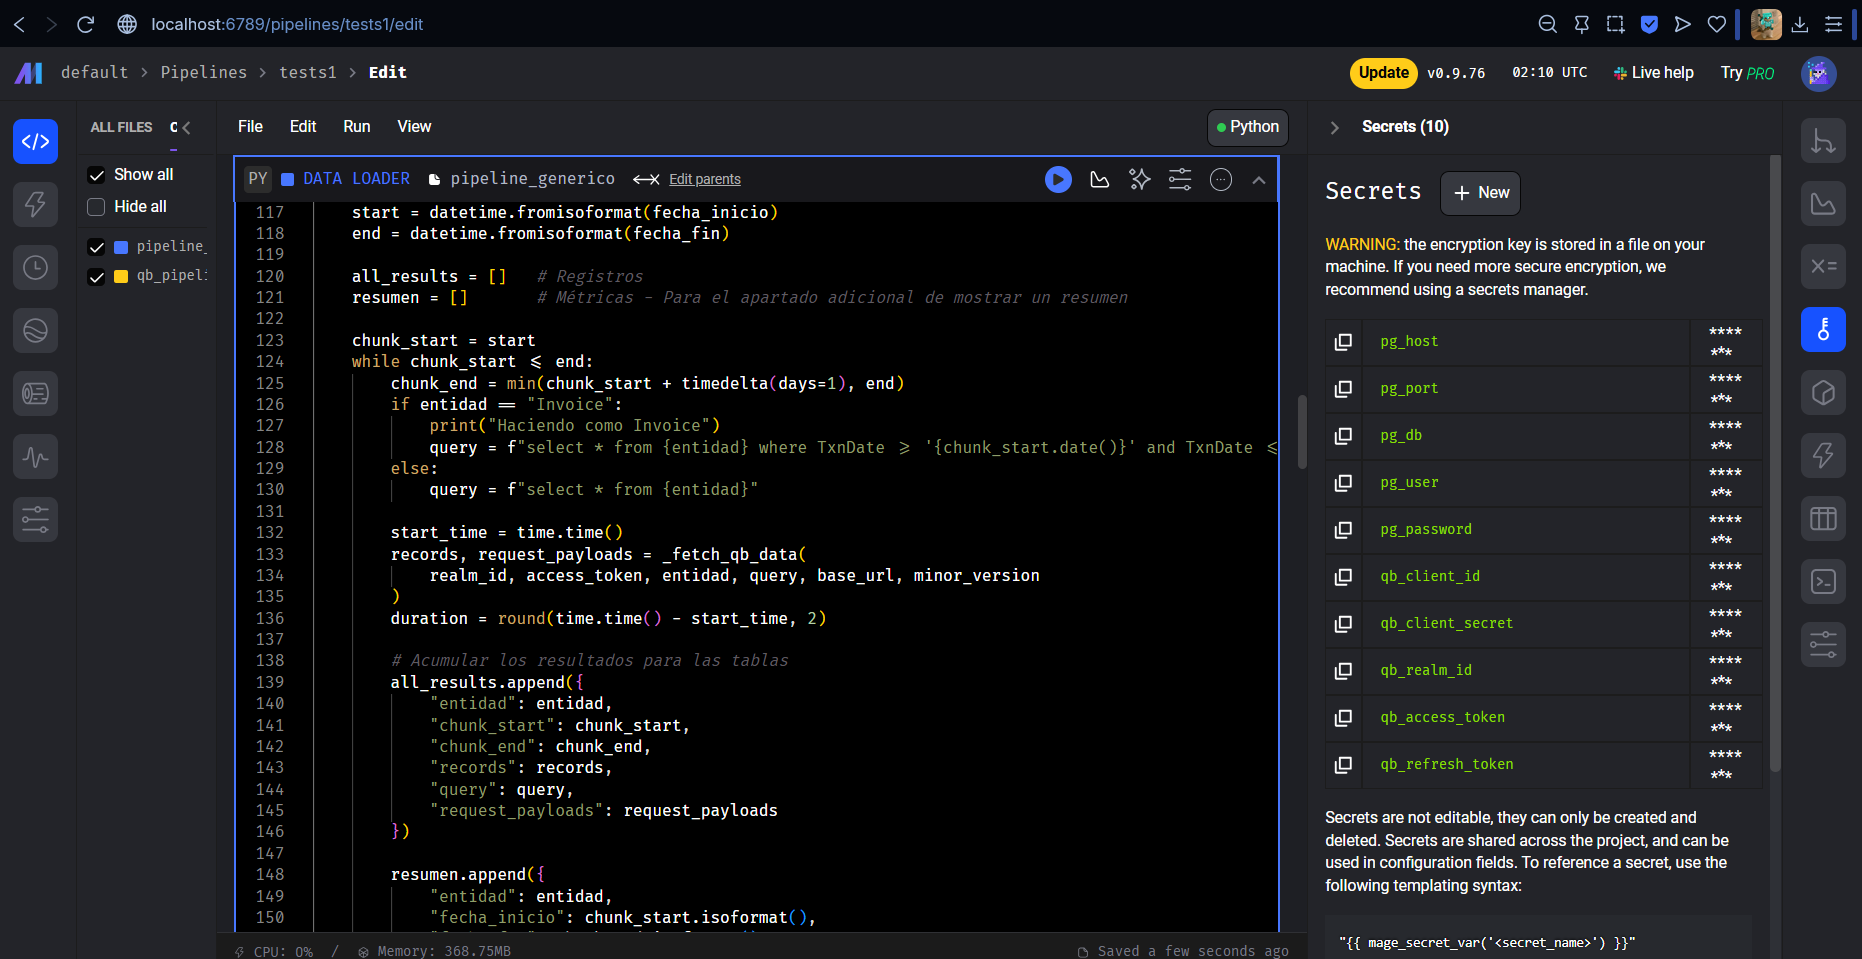 localhost:6789/pipelines/tests1/edit
default > Pipelines > tests1 > Edit
Update v0.9.76 02:10 UTC Live help Try PRO
ALL FILES
Show all
Hide all
pipeline_
qb_pipeli
File Edit Run View
Python
PY DATA LOADER pipeline_generico Edit parents
117 start = datetime.fromisoformat(fecha_inicio)
118 end = datetime.fromisoformat(fecha_fin)
119
120 all_results = [] # Registros
121 resumen = [] # Métricas - Para el apartado adicional de mostrar un resumen
122
123 chunk_start = start
124 while chunk_start <= end:
125 chunk_end = min(chunk_start + timedelta(days=1), end)
126 if entidad == "Invoice":
127 print("Haciendo como Invoice")
128 query = f"select * from {entidad} where TxnDate >= '{chunk_start.date()}' and TxnDate <=
129 else:
130 query = f"select * from {entidad}"
131
132 start_time = time.time()
133 records, request_payloads = _fetch_qb_data(
134 realm_id, access_token, entidad, query, base_url, minor_version
135 )
136 duration = round(time.time() - start_time, 2)
137
138 # Acumular los resultados para las tablas
139 all_results.append({
140 "entidad": entidad,
141 "chunk_start": chunk_start,
142 "chunk_end": chunk_end,
143 "records": records,
144 "query": query,
145 "request_payloads": request_payloads
146 })
147
148 resumen.append({
149 "entidad": entidad,
150 "fecha_inicio": chunk_start.isoformat(),
CPU: 0% / Memory: 368.75MB
Saved a few seconds ago
Secrets (10)
Secrets
+ New
WARNING: the encryption key is stored in a file on your
machine. If you need more secure encryption, we
recommend using a secrets manager.
pg_host *******
pg_port *******
pg_db *******
pg_user *******
pg_password *******
qb_client_id *******
qb_client_secret *******
qb_realm_id *******
qb_access_token *******
qb_refresh_token *******
Secrets are not editable, they can only be created and
deleted. Secrets are shared across the project, and can be
used in configuration fields. To reference a secret, use the
following templating syntax:
"{{ mage_secret_var('<secret_name>') }}"